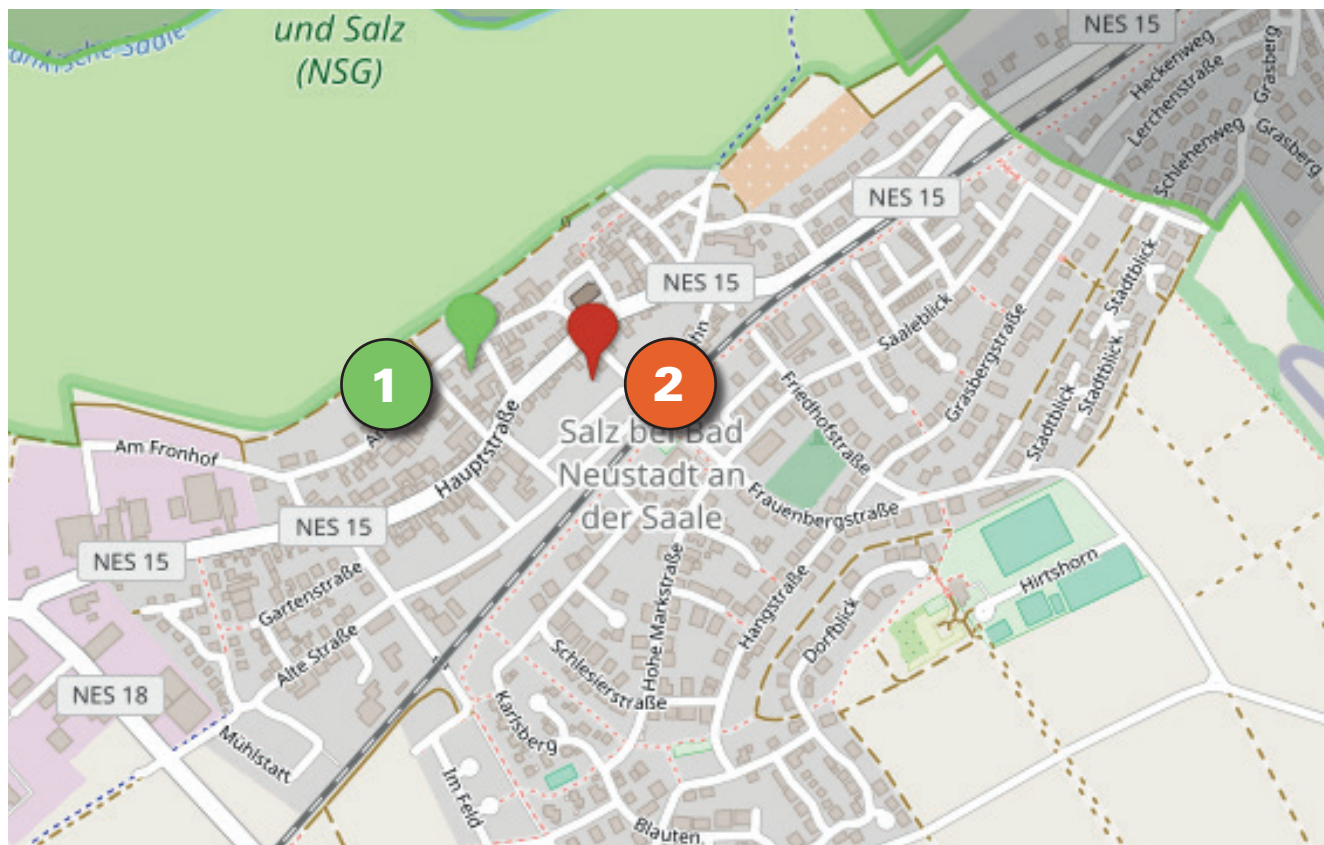 und Salz
(NSG)
NES 15
Heckenweg
Lerchenstraße
Grasberg
Schlehenweg
Grasberg
NES 15
NES 15
Stadtblick
Saaleblick
Grasbergstraße
Stadtblick
Stadtblick
Stadtblick
1
2
Friedhofstraße
Am Fronhof
Hauptstraße
Salz bei Bad
Neustadt an
der Saale
Frauenbergstraße
NES 15
NES 15
Gartenstraße
Alte Straße
Hirtshorn
Hangstraße
Dorfblick
Hohe Markstraße
Schlesierstraße
NES 18
Karlsberg
Mühlstatt
Im Feld
Blauten.